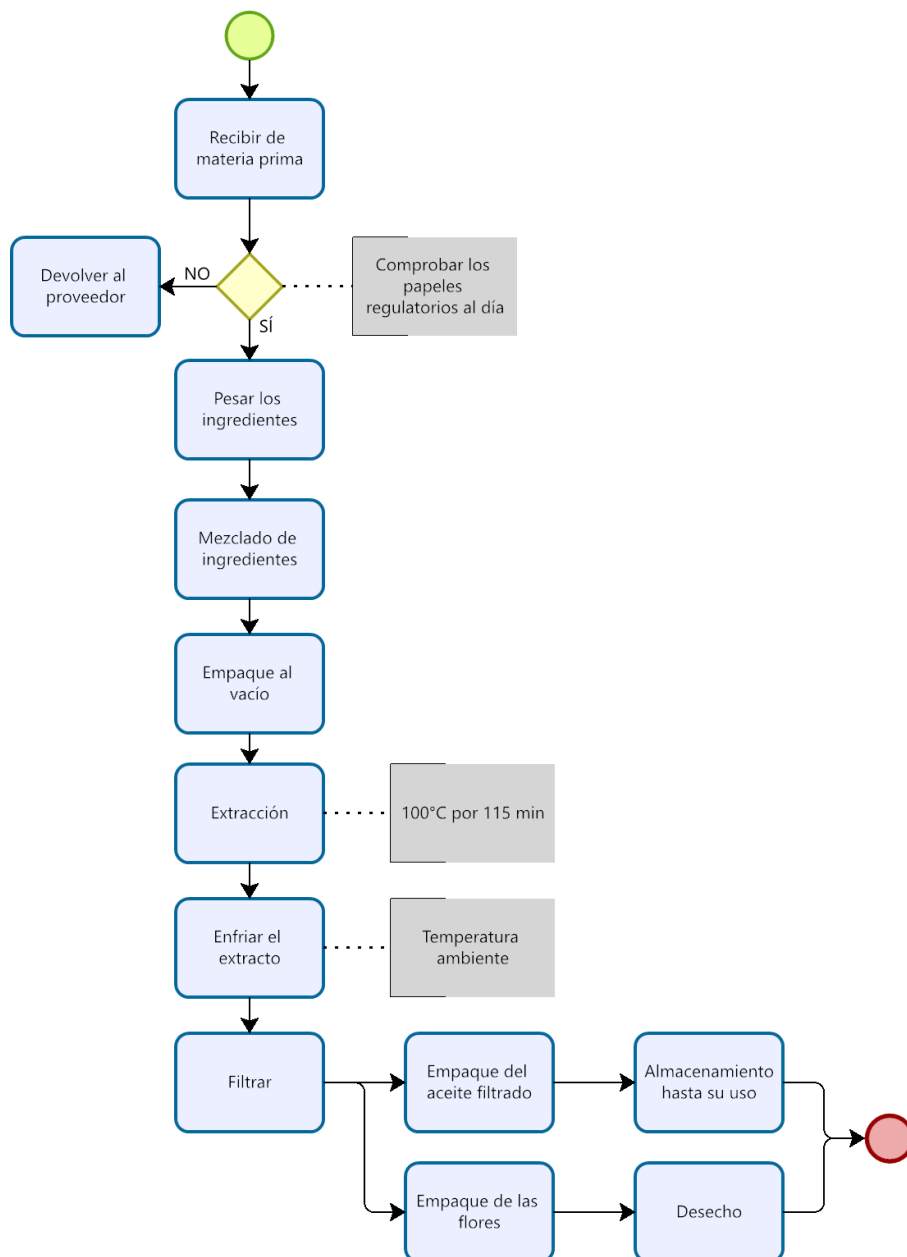 Recibir de
materia prima
Devolver al
proveedor
NO
Comprobar los
papeles
regulatorios al día
SÍ
Pesar los
ingredientes
Mezclado de
ingredientes
Empaque al
vacío
Extracción
100°C por 115 min
Enfriar el
extracto
Temperatura
ambiente
Filtrar
Empaque del
aceite filtrado
Almacenamiento
hasta su uso
Empaque de las
flores
Desecho